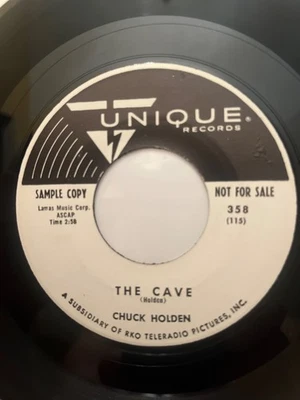 UNIQUE
RECORDS
SAMPLE COPY
NOT FOR SALE
Lamas Music Corp.
ASCAP
Time 2:58
358
(115)
THE CAVE
(Holden)
CHUCK HOLDEN
A SUBSIDIARY OF RKO TELERADIO PICTURES, INC.